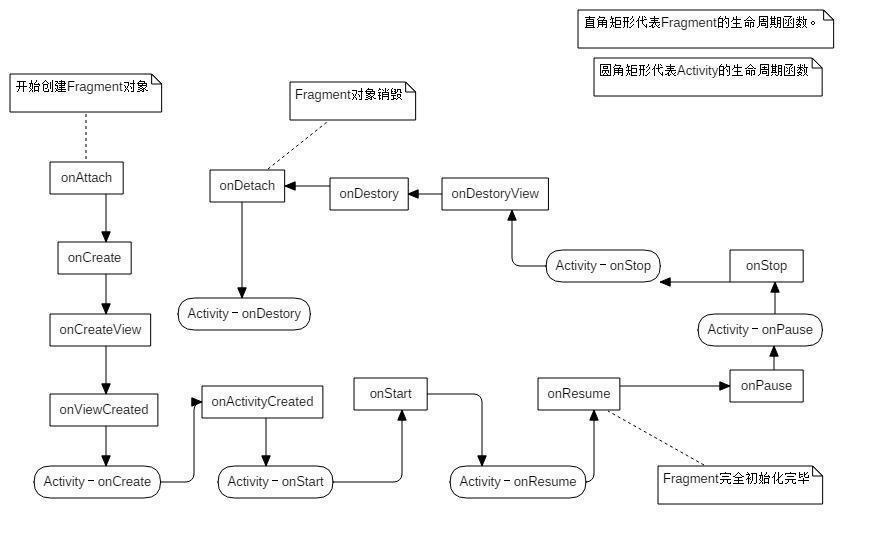 直角矩形代表Fragment的生命周期函数。
圆角矩形代表Activity的生命周期函数
开始创建Fragment对象
Fragment对象销毁
onAttach
onDetach
onDestory
onDestoryView
onCreate
Activity－onStop
onStop
Activity－onDestory
onCreateView
Activity－onPause
onViewCreated
onActivityCreated
onStart
onResume
onPause
Activity－onCreate
Activity－onStart
Activity－onResume
Fragment完全初始化完毕